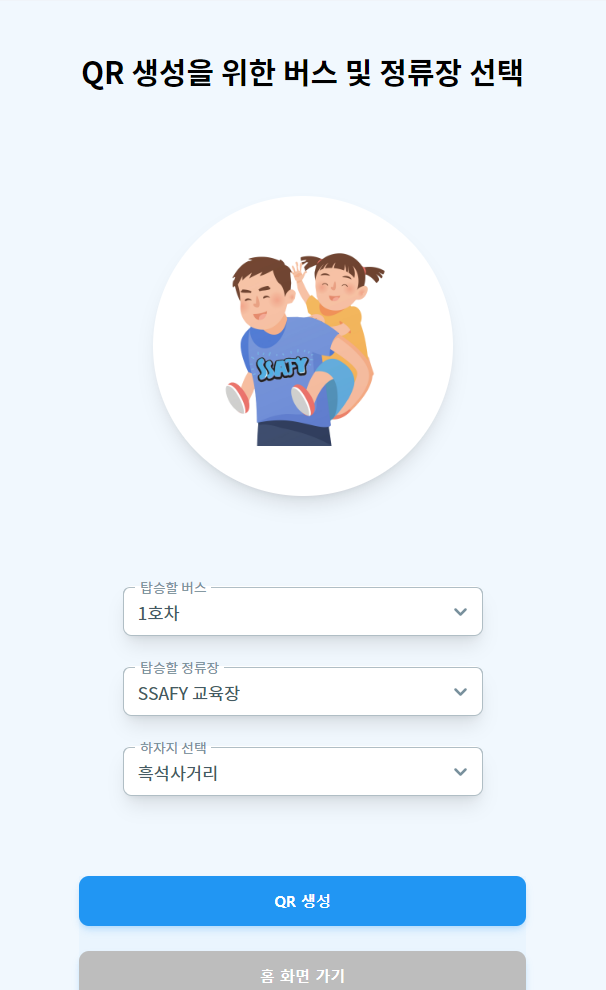 QR 생성을 위한 버스 및 정류장 선택
SSAFY
탑승할 버스
1호차
탑승할 정류장
SSAFY 교육장
하자지 선택
흑석사거리
QR 생성
홈 화면 가기